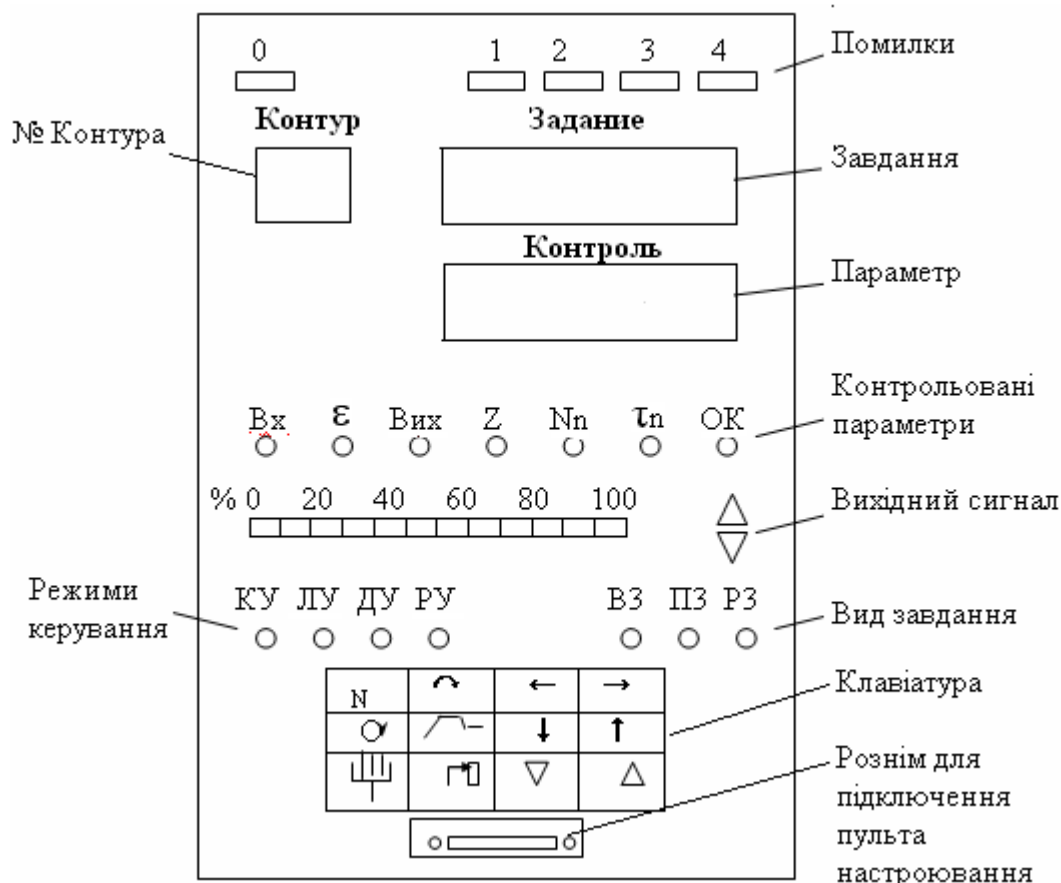 0 1 2 3 4
Помилки
Контур Задание
№ Контура
Завдання
Контроль
Параметр
Контрольовані
параметри
Вх ε Вих Z Nп τп ОК
% 0 20 40 60 80 100
Вихідний сигнал
Режими
керування
КУ ЛУ ДУ РУ ВЗ ПЗ РЗ
Вид завдання
N
Клавіатура
Рознім для
підключення
пульта
настроювання